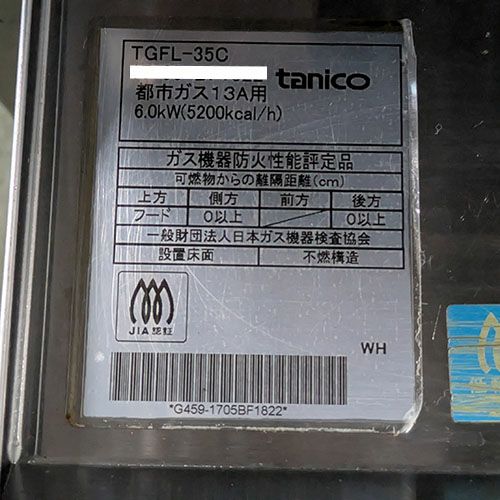 TGFL-35C
tanico
都市ガス13A用
6.0kW(5200kcal/h)
ガス機器防火性能評定品
可燃物からの離隔距離(cm)
上方 側方 前方 後方
フード 0以上 0以上
一般財団法人日本ガス機器検査協会
設置床面 不燃構造
JIA認証
WH
*G459-1705BF1822*